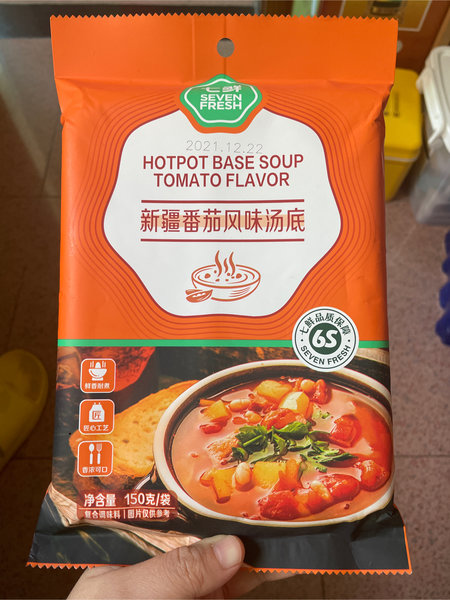 七鲜
SEVEN
FRESH
2021.12.22
HOTPOT BASE SOUP
TOMATO FLAVOR
新疆番茄风味汤底
七鲜品质保障
6S
SEVEN FRESH
鲜香耐煮
匠
匠心工艺
香浓可口
净含量 150克/袋
复合调味料 | 图片仅供参考